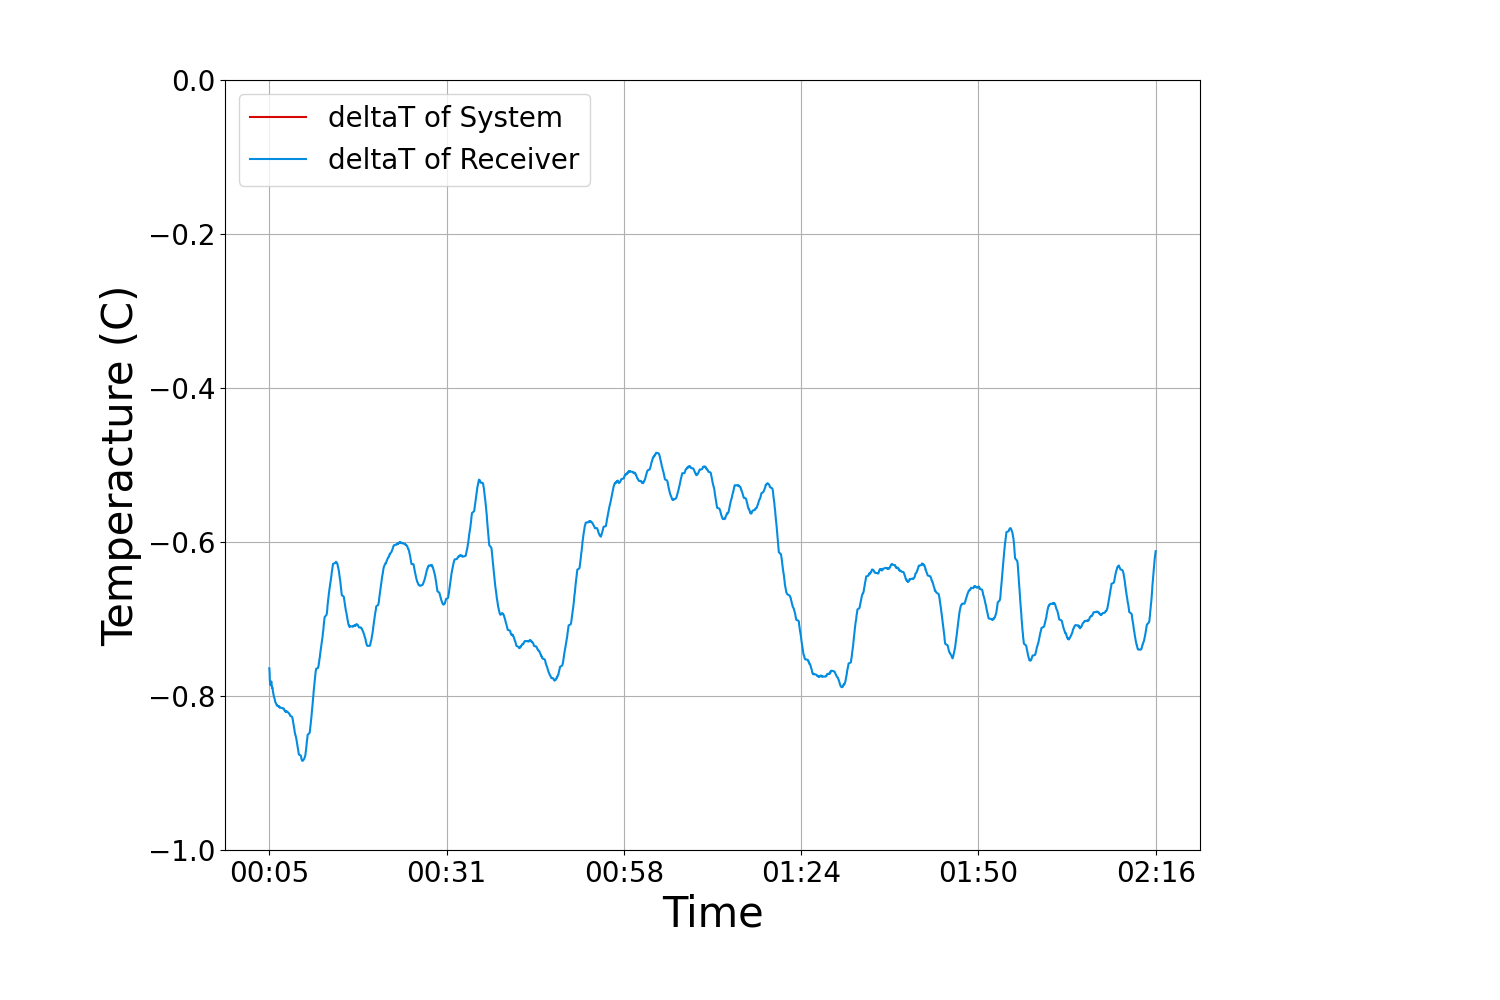 0.0
deltaT of System
deltaT of Receiver
−0.2
−0.4
−0.6
−0.8
−1.0
Temperacture (C)
00:05 00:31 00:58 01:24 01:50 02:16
Time